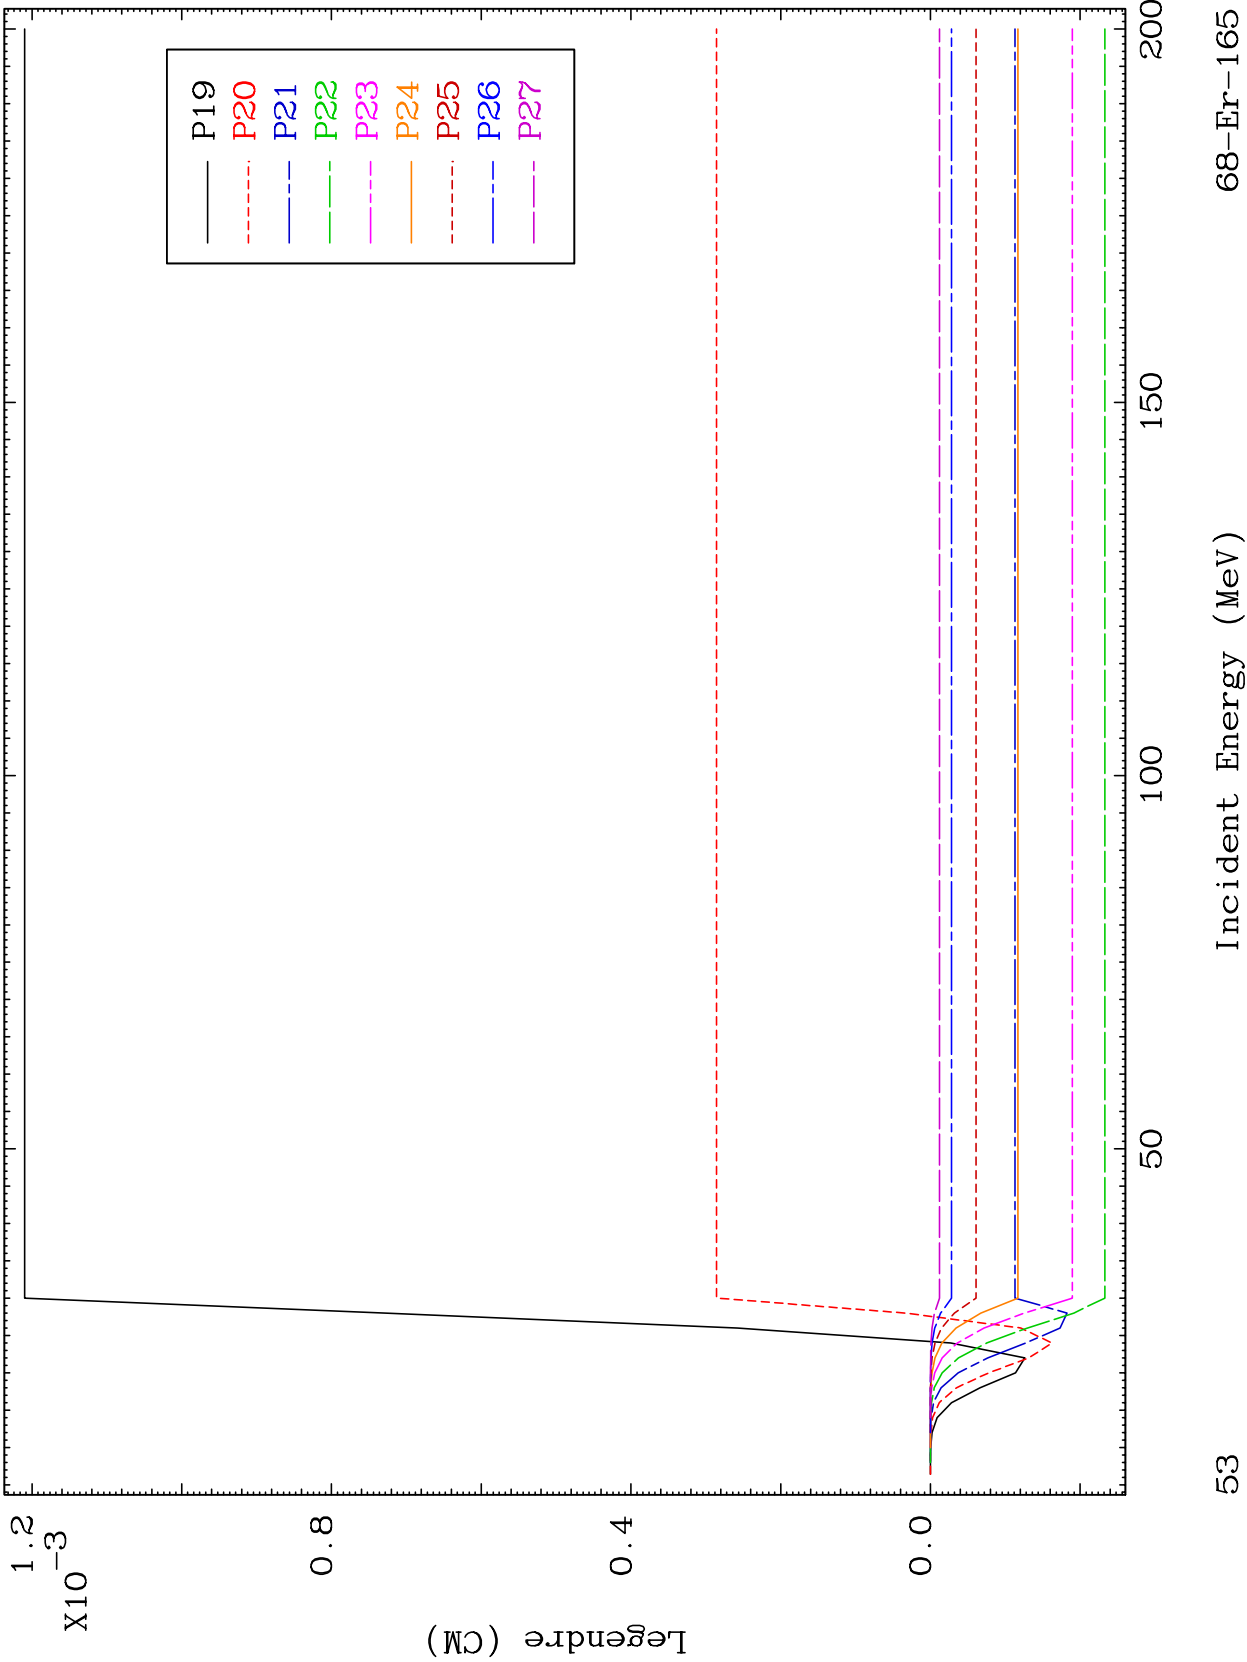 1.2
X10-3
0.8
0.4
0.0
Legendre (CM)
P19
P20
P21
P22
P23
P24
P25
P26
P27
50
100
150
200
53
Incident Energy (MeV)
68-Er-165